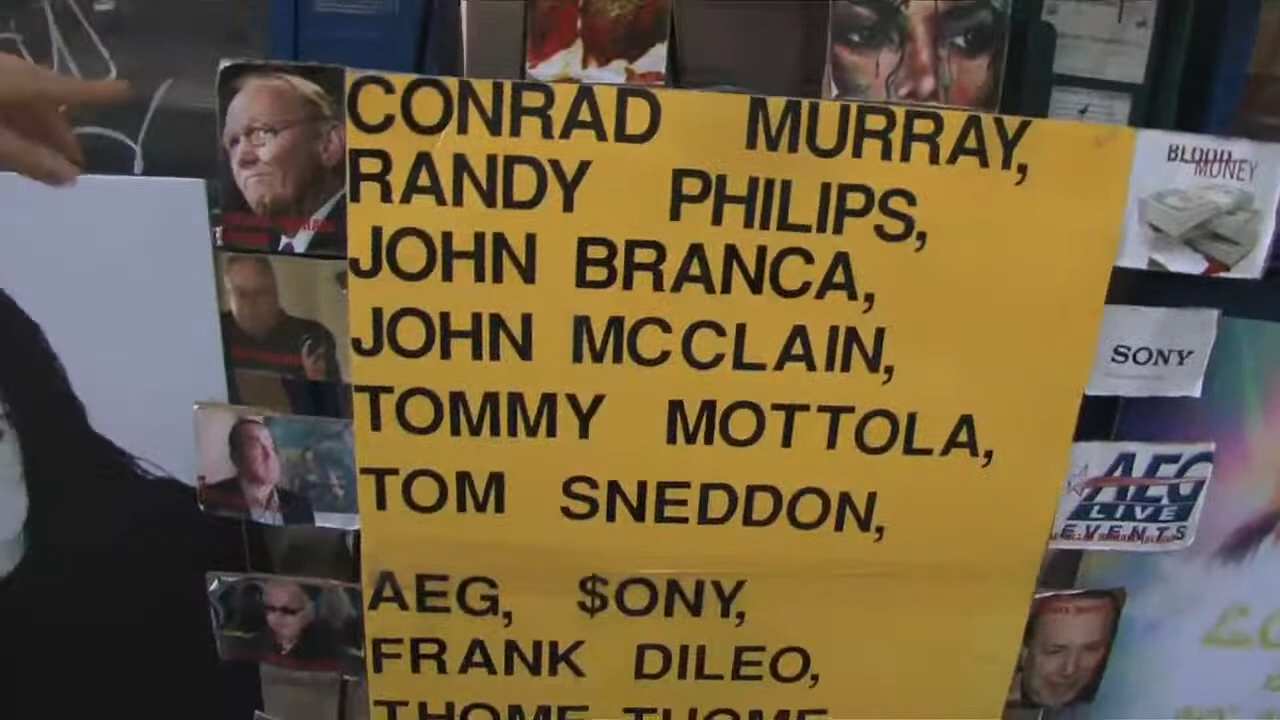 CONRAD MURRAY,
RANDY PHILIPS,
JOHN BRANCA,
JOHN MCCLAIN,
TOMMY MOTTOLA,
TOM SNEDDON,
AEG, $ONY,
FRANK DILEO,
THOME THOME
BLOOD
MONEY
SONY
AEG
LIVE
EVENTS